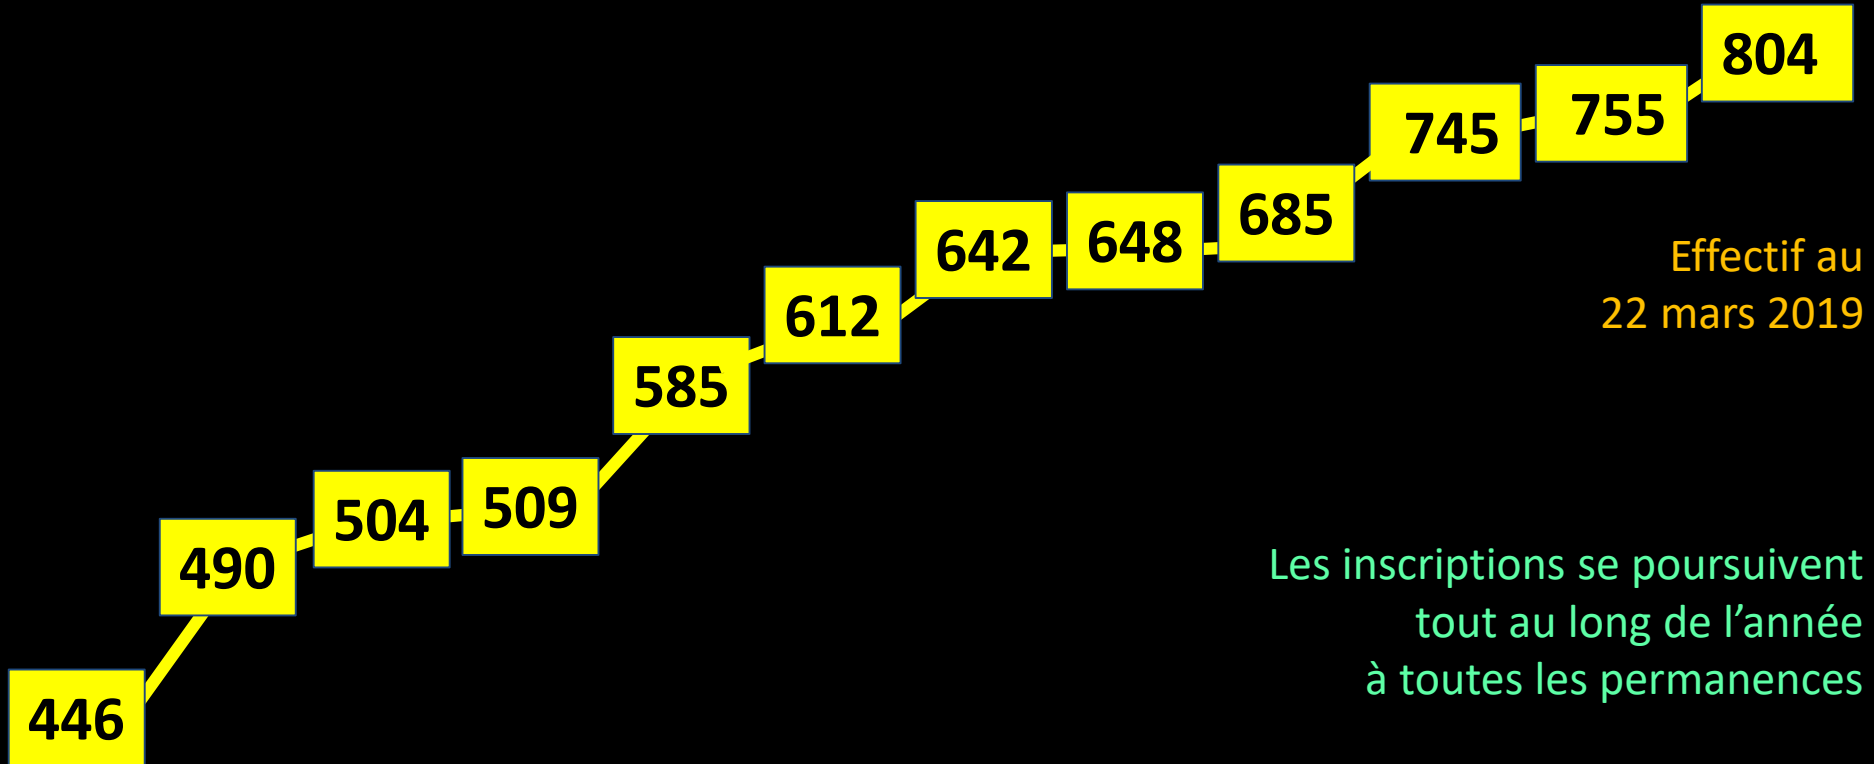 804
755
745
685
648
642
612
585
509
504
490
446
Effectif au
22 mars 2019
Les inscriptions se poursuivent
tout au long de l’année
à toutes les permanences